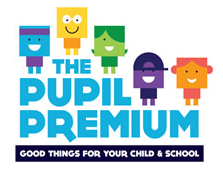 THE
PUPIL
PREMIUM
GOOD THINGS FOR YOUR CHILD & SCHOOL